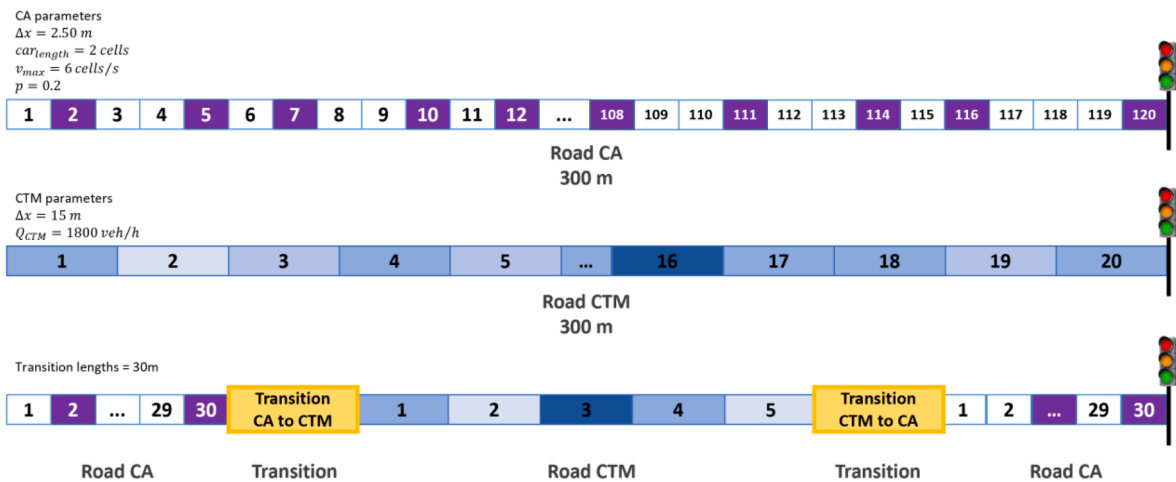 CA parameters
Δx = 2.50 m
car_length = 2 cells
v_max = 6 cells/s
p = 0.2
1 2 3 4 5 6 7 8 9 10 11 12 ... 108 109 110 111 112 113 114 115 116 117 118 119 120
Road CA
300 m
CTM parameters
Δx = 15 m
Q_CTM = 1800 veh/h
1 2 3 4 5 ... 16 17 18 19 20
Road CTM
300 m
Transition lengths = 30m
1 2 ... 29 30 Transition CA to CTM 1 2 3 4 5 Transition CTM to CA 1 2 ... 29 30
Road CA Transition Road CTM Transition Road CA